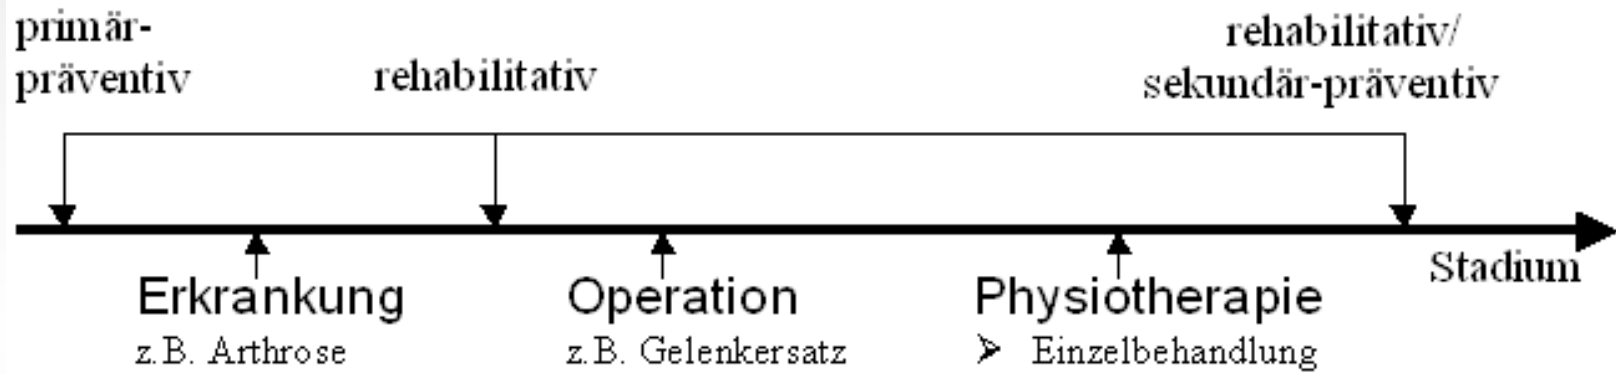 primär-
präventiv
rehabilitativ
rehabilitativ/
sekundär-präventiv
Stadium
Erkrankung
z.B. Arthrose
Operation
z.B. Gelenkersatz
Physiotherapie
➢ Einzelbehandlung